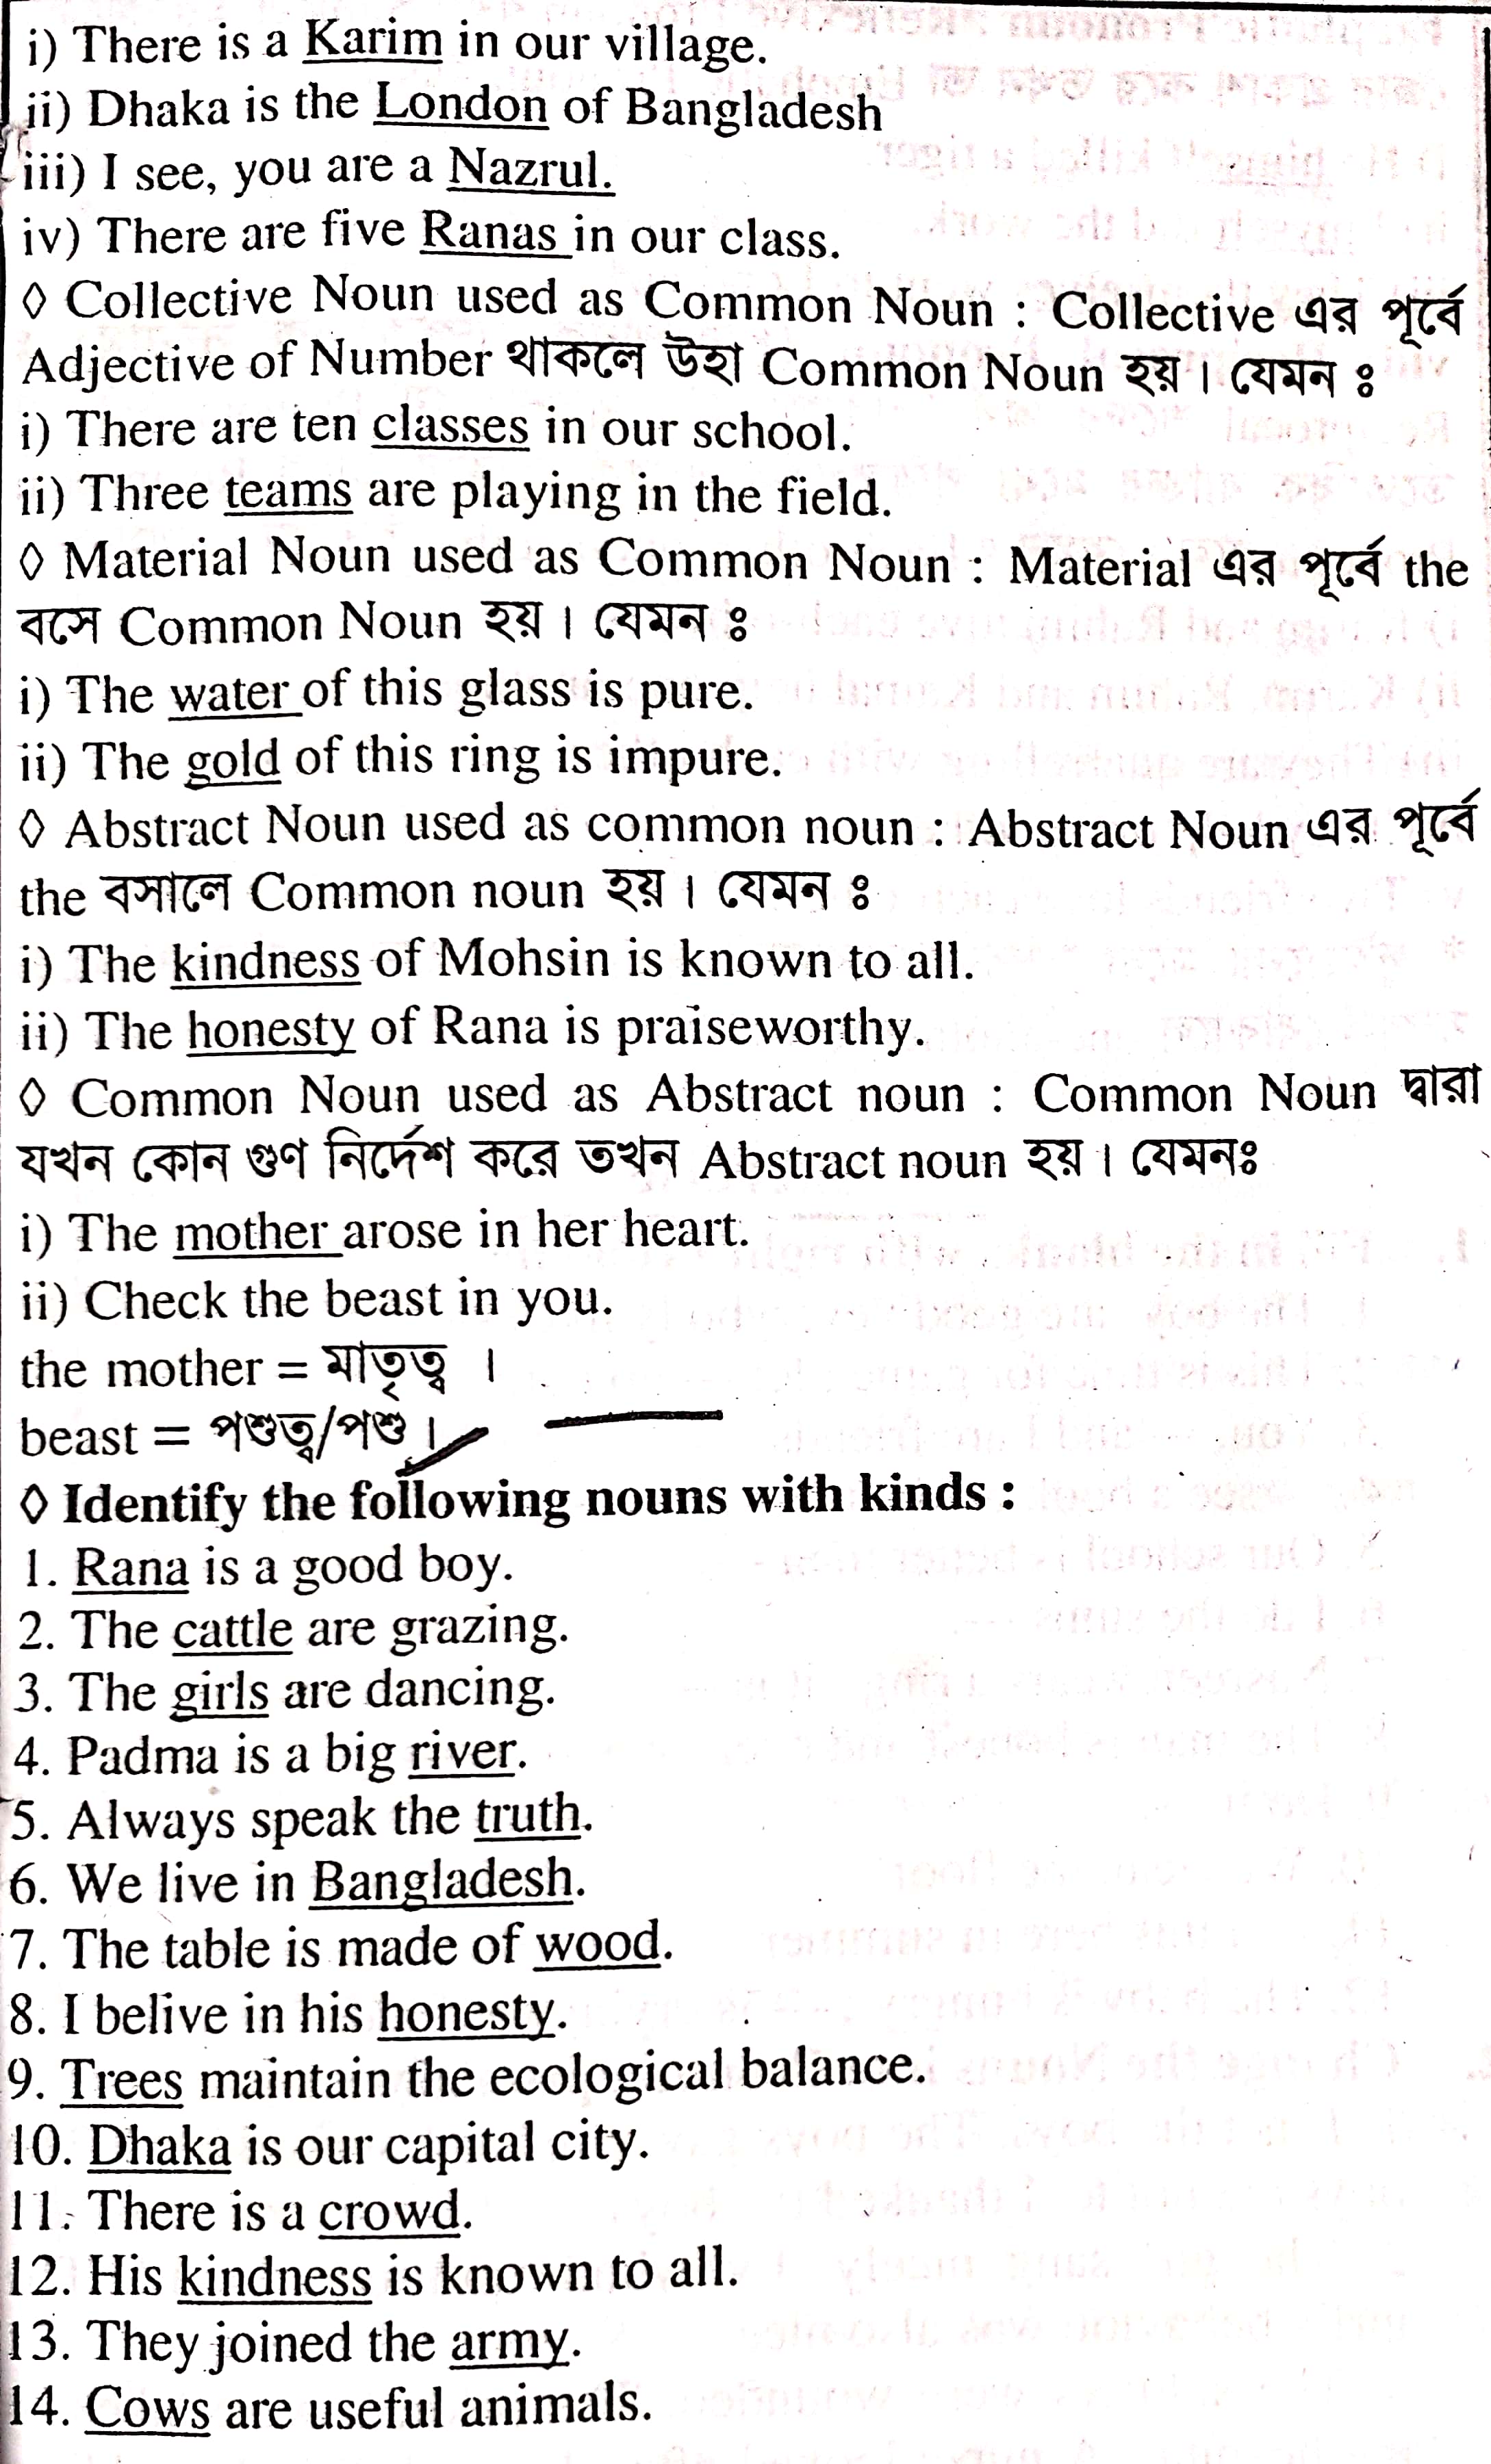 i) There is a Karim in our village.
ii) Dhaka is the London of Bangladesh
iii) I see, you are a Nazrul.
iv) There are five Ranas in our class.
◊ Collective Noun used as Common Noun : Collective এর পূর্বে
Adjective of Number থাকলে উহা Common Noun হয়। যেমন ঃ
i) There are ten classes in our school.
ii) Three teams are playing in the field.
◊ Material Noun used as Common Noun : Material এর পূর্বে the
বসে Common Noun হয়। যেমন ঃ
i) The water of this glass is pure.
ii) The gold of this ring is impure.
◊ Abstract Noun used as common noun : Abstract Noun এর পূর্বে
the বসালে Common noun হয়। যেমন ঃ
i) The kindness of Mohsin is known to all.
ii) The honesty of Rana is praiseworthy.
◊ Common Noun used as Abstract noun : Common Noun দ্বারা
যখন কোন গুণ নির্দেশ করে তখন Abstract noun হয়। যেমনঃ
i) The mother arose in her heart.
ii) Check the beast in you.
the mother = মাতৃত্ব ।
beast = পশুত্ব/পশু।
◊ Identify the following nouns with kinds :
1. Rana is a good boy.
2. The cattle are grazing.
3. The girls are dancing.
4. Padma is a big river.
5. Always speak the truth.
6. We live in Bangladesh.
7. The table is made of wood.
8. I belive in his honesty.
9. Trees maintain the ecological balance.
10. Dhaka is our capital city.
11. There is a crowd.
12. His kindness is known to all.
13. They joined the army.
14. Cows are useful animals.